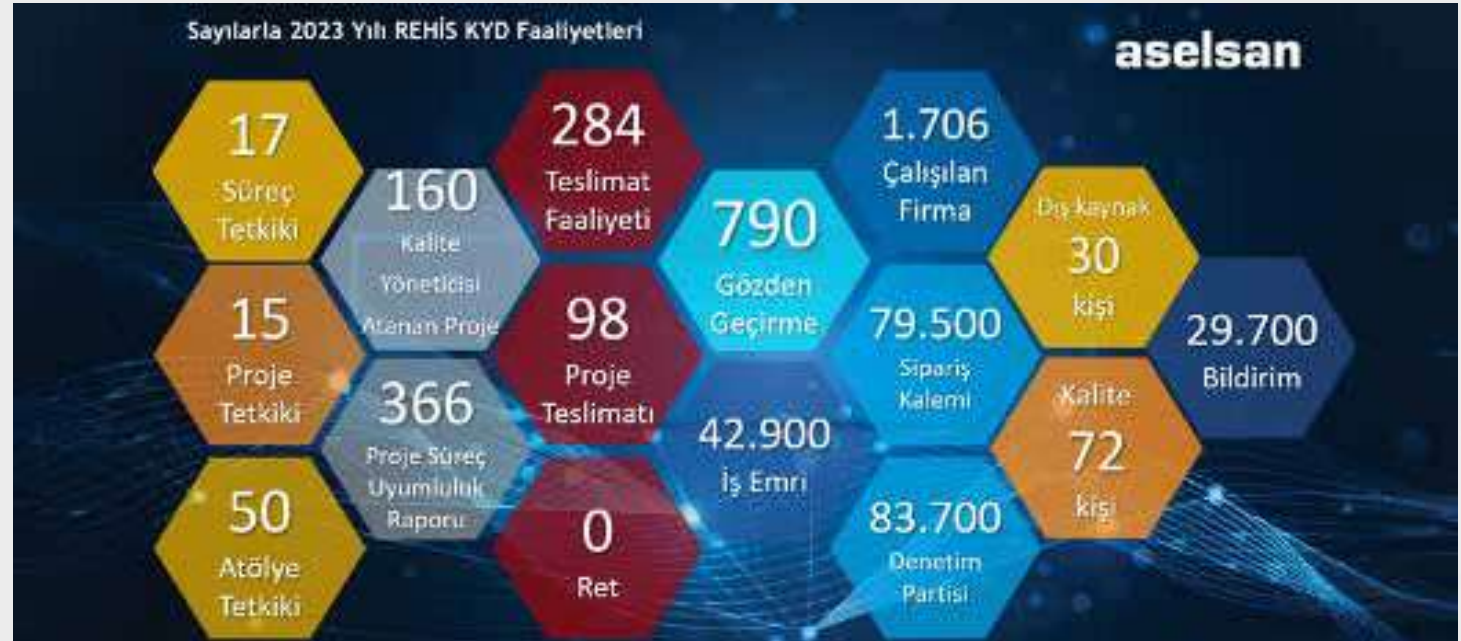 Sayılarla 2023 Yılı REHİS KYD Faaliyetleri
aselsan
17
Süreç
Tetkiki
15
Proje
Tetkiki
50
Atölye
Tetkiki
160
Kalite
Yöneticisi
Atanan Proje
366
Proje Süreç
Uyumluluk
Raporu
284
Teslimat
Faaliyeti
98
Proje
Teslimatı
0
Ret
790
Gözden
Geçirme
42.900
İş Emri
1.706
Çalışılan
Firma
79.500
Sipariş
Kalemi
83.700
Denetim
Partisi
Dış kaynak
30
kişi
Kalite
72
kişi
29.700
Bildirim